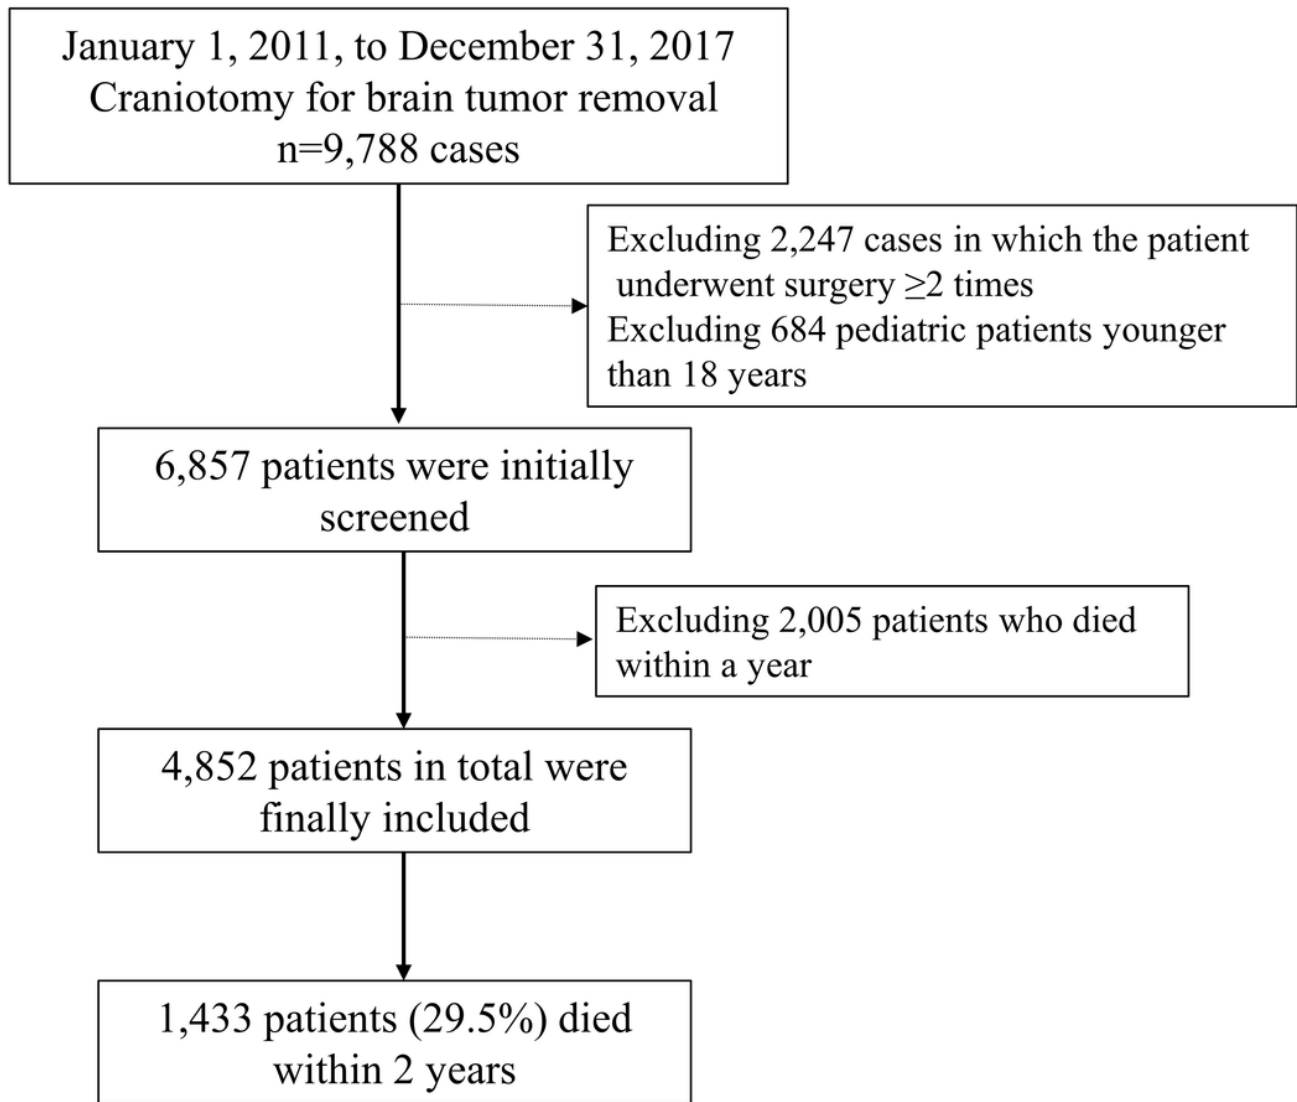 January 1, 2011, to December 31, 2017
Craniotomy for brain tumor removal
n=9,788 cases
Excluding 2,247 cases in which the patient
underwent surgery ≥2 times
Excluding 684 pediatric patients younger
than 18 years
6,857 patients were initially
screened
Excluding 2,005 patients who died
within a year
4,852 patients in total were
finally included
1,433 patients (29.5%) died
within 2 years